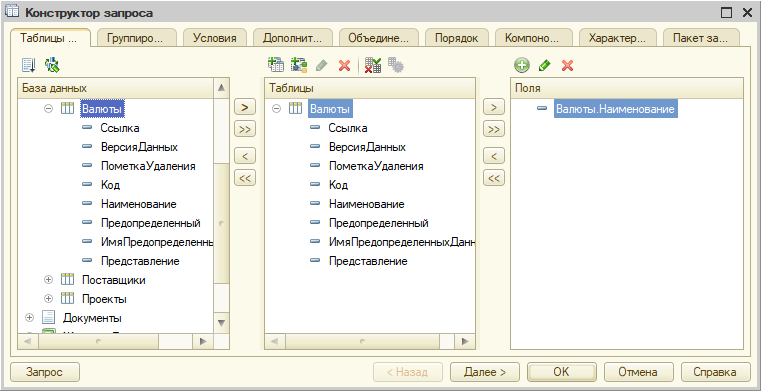 Конструктор запроса
Таблицы ... Группиро... Условия Дополнит... Объедине... Порядок Компоно... Характер... Пакет за...
База данных
Валюты
Ссылка
ВерсияДанных
ПометкаУдаления
Код
Наименование
Предопределенный
ИмяПредопределеннь
Представление
Поставщики
Проекты
Документы
> >> < <<
Таблицы
Валюты
Ссылка
ВерсияДанных
ПометкаУдаления
Код
Наименование
Предопределенный
ИмяПредопределенныхДанн
Представление
> >> < <<
Поля
Валюты.Наименование
Запрос < Назад Далее > OK Отмена Справка